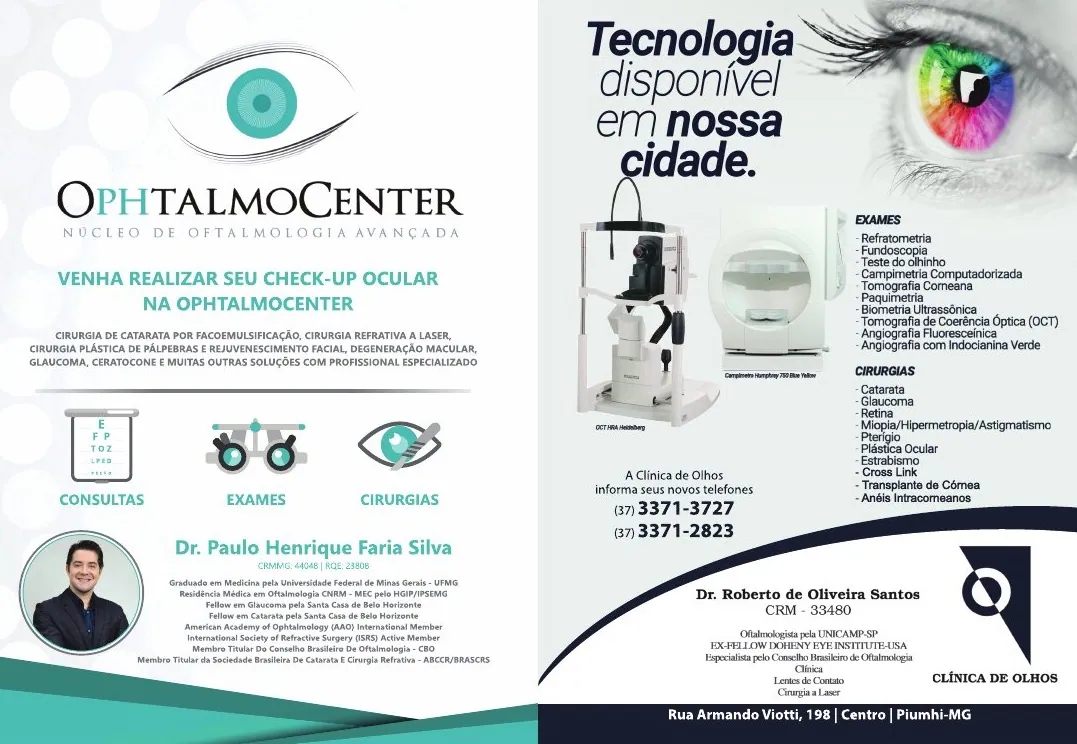 OPHTALMOCENTER
NÚCLEO DE OFTALMOLOGIA AVANÇADA
VENHA REALIZAR SEU CHECK-UP OCULAR
NA OPHTALMOCENTER
CIRURGIA DE CATARATA POR FACOEMULSIFICAÇÃO, CIRURGIA REFRATIVA A LASER,
CIRURGIA PLÁSTICA DE PÁLPEBRAS E REJUVENESCIMENTO FACIAL, DEGENERAÇÃO MACULAR,
GLAUCOMA, CERATOCONE E MUITAS OUTRAS SOLUÇÕES COM PROFISSIONAL ESPECIALIZADO
E
F P
TOZ
LPED
CONSULTAS
EXAMES
CIRURGIAS
Dr. Paulo Henrique Faria Silva
CRMMG: 44048 | RQE: 23808
Graduado em Medicina pela Universidade Federal de Minas Gerais - UFMG
Residência Médica em Oftalmologia CNRM - MEC pelo HGIP/IPSEMG
Fellow em Glaucoma pela Santa Casa de Belo Horizonte
Fellow em Catarata pela Santa Casa de Belo Horizonte
American Academy of Ophtalmology (AAO) International Member
International Society of Refractive Surgery (ISRS) Active Member
Membro Titular Do Conselho Brasileiro De Oftalmologia - CBO
Membro Titular da Sociedade Brasileira De Catarata E Cirurgia Refrativa - ABCCR/BRASCRS
Tecnologia
disponível
em nossa
cidade.
OCT HRA Heidelberg
Campimetro Humphrey 750 Blue Yellow
EXAMES
- Refratometria
- Fundoscopia
- Teste do olhinho
- Campimetria Computadorizada
- Tomografia Corneana
- Paquimetria
- Biometria Ultrassônica
- Tomografia de Coerência Óptica (OCT)
- Angiografia Fluoresceínica
- Angiografia com Indocianina Verde
CIRURGIAS
- Catarata
- Glaucoma
- Retina
- Miopia/Hipermetropia/Astigmatismo
- Pterígio
- Plástica Ocular
- Estrabismo
- Cross Link
- Transplante de Córnea
- Anéis Intracorneanos
A Clínica de Olhos
informa seus novos telefones
(37) 3371-3727
(37) 3371-2823
Dr. Roberto de Oliveira Santos
CRM - 33480
Oftalmologista pela UNICAMP-SP
EX-FELLOW DOHENY EYE INSTITUTE-USA
Especialista pelo Conselho Brasileiro de Oftalmologia
Clínica
Lentes de Contato
Cirurgia a Laser
CLÍNICA DE OLHOS
Rua Armando Viotti, 198 | Centro | Piumhi-MG